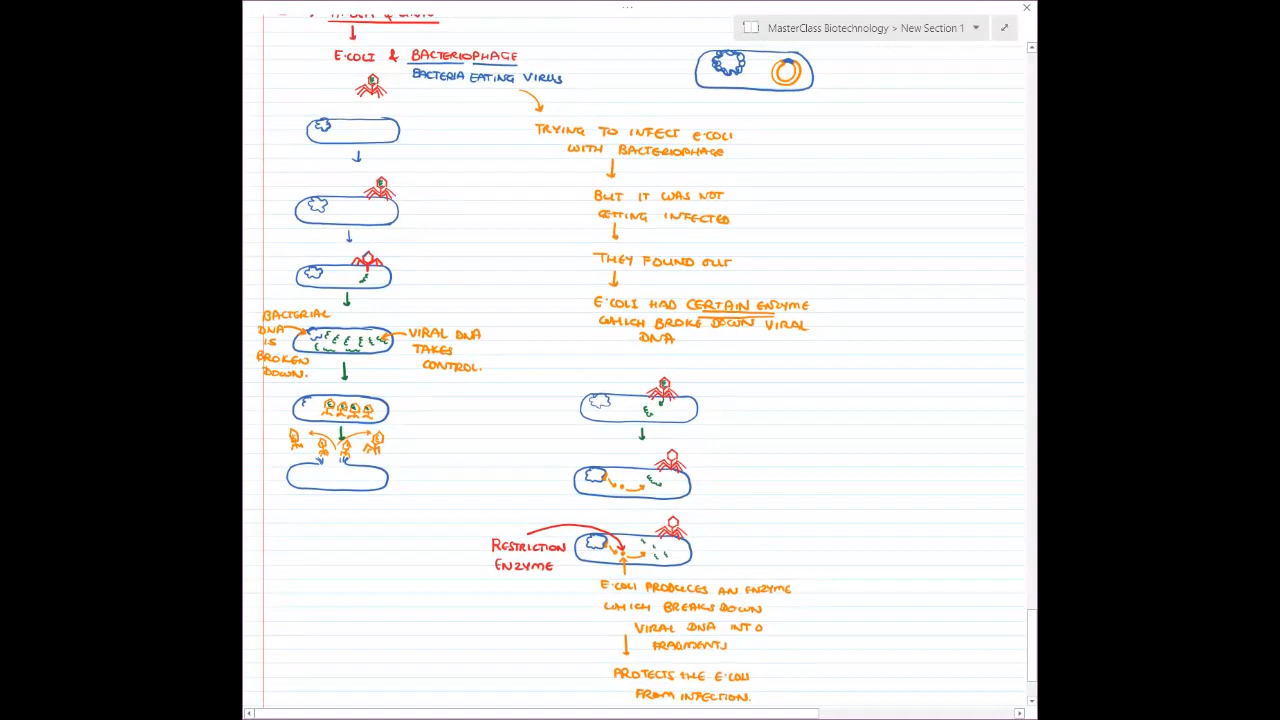 MasterClass Biotechnology > New Section 1
E.COLI & BACTERIOPHAGE
BACTERIA EATING VIRUS
TRYING TO INFECT E.COLI
WITH BACTERIOPHAGE
BUT IT WAS NOT
GETTING INFECTED
THEY FOUND OUT
E.COLI HAD CERTAIN ENZYME
WHICH BROKE DOWN VIRAL
DNA
BACTERIAL
DNA
IS
BROKEN
DOWN.
VIRAL DNA
TAKES
CONTROL.
RESTRICTION
ENZYME
E.COLI PRODUCES AN ENZYME
WHICH BREAKS DOWN
VIRAL DNA INTO
FRAGMENTS
PROTECTS THE E.COLI
FROM INFECTION.